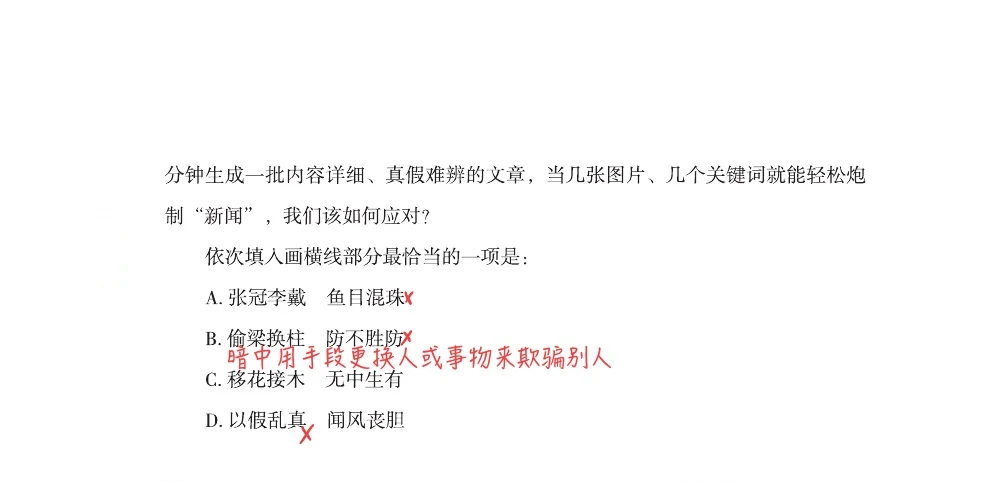 分钟生成一批内容详细、真假难辨的文章，当几张图片、几个关键词就能轻松炮
制“新闻”，我们该如何应对？
依次填入画横线部分最恰当的一项是：
A. 张冠李戴 鱼目混珠×
B. 偷梁换柱 防不胜防×
暗中用手段更换人或事物来欺骗别人
C. 移花接木 无中生有
D. 以假乱真 闻风丧胆
×